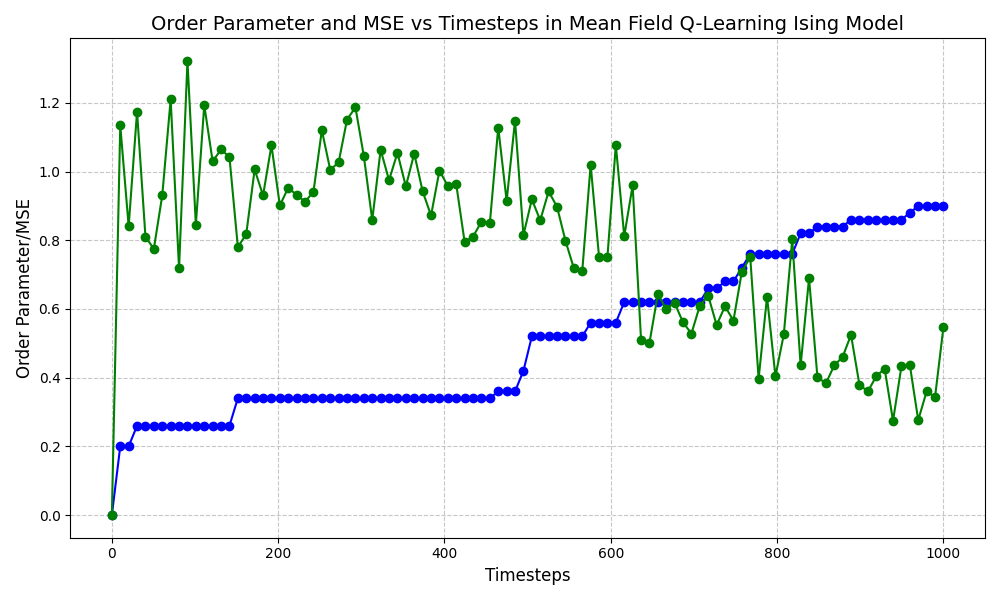 Order Parameter and MSE vs Timesteps in Mean Field Q-Learning Ising Model
Order Parameter/MSE
1.2
1.0
0.8
0.6
0.4
0.2
0.0
0 200 400 600 800 1000
Timesteps